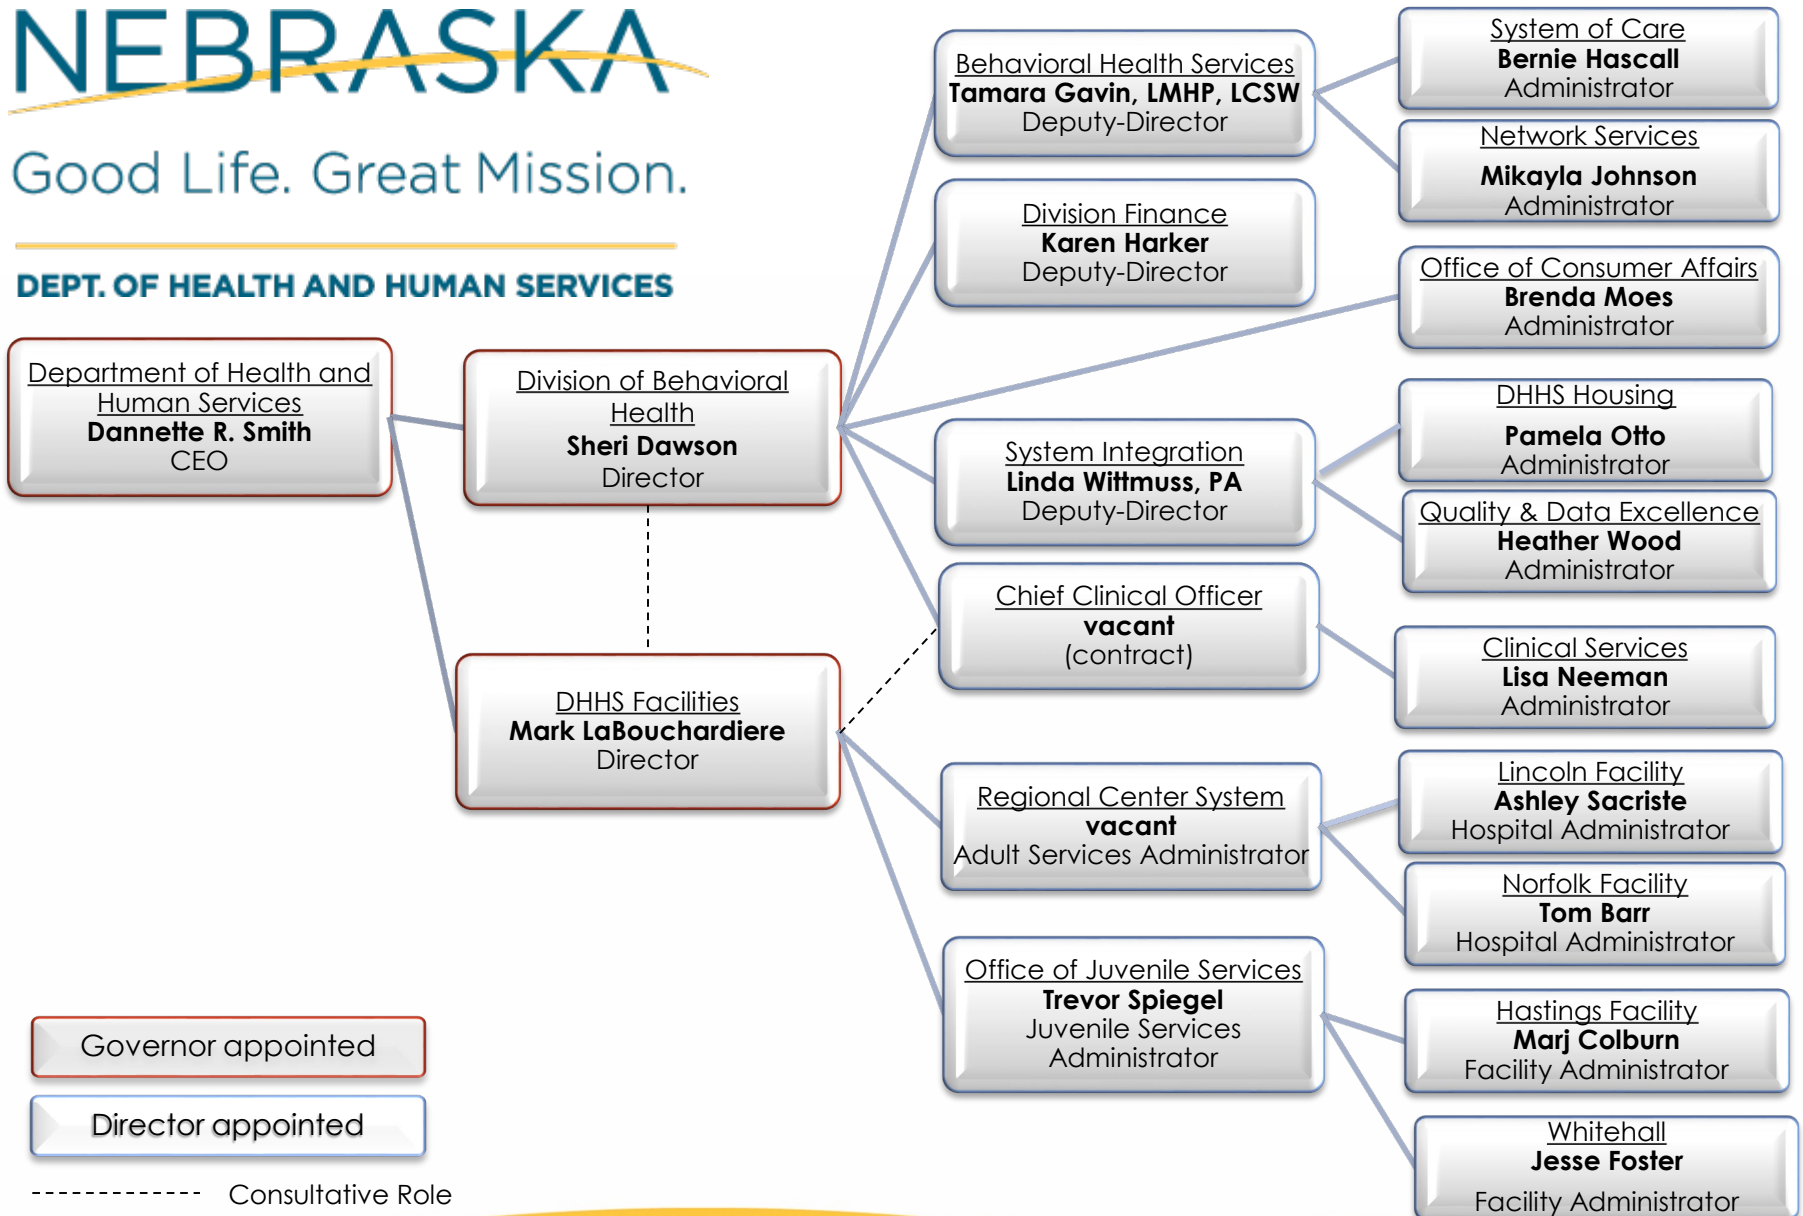 NEBRASKA
Good Life. Great Mission.
DEPT. OF HEALTH AND HUMAN SERVICES
Department of Health and
Human Services
Dannette R. Smith
CEO
Division of Behavioral
Health
Sheri Dawson
Director
DHHS Facilities
Mark LaBouchardiere
Director
Behavioral Health Services
Tamara Gavin, LMHP, LCSW
Deputy-Director
Division Finance
Karen Harker
Deputy-Director
System Integration
Linda Wittmuss, PA
Deputy-Director
Chief Clinical Officer
vacant
(contract)
Regional Center System
vacant
Adult Services Administrator
Office of Juvenile Services
Trevor Spiegel
Juvenile Services
Administrator
System of Care
Bernie Hascall
Administrator
Network Services
Mikayla Johnson
Administrator
Office of Consumer Affairs
Brenda Moes
Administrator
DHHS Housing
Pamela Otto
Administrator
Quality & Data Excellence
Heather Wood
Administrator
Clinical Services
Lisa Neeman
Administrator
Lincoln Facility
Ashley Sacriste
Hospital Administrator
Norfolk Facility
Tom Barr
Hospital Administrator
Hastings Facility
Marj Colburn
Facility Administrator
Whitehall
Jesse Foster
Facility Administrator
Governor appointed
Director appointed
Consultative Role